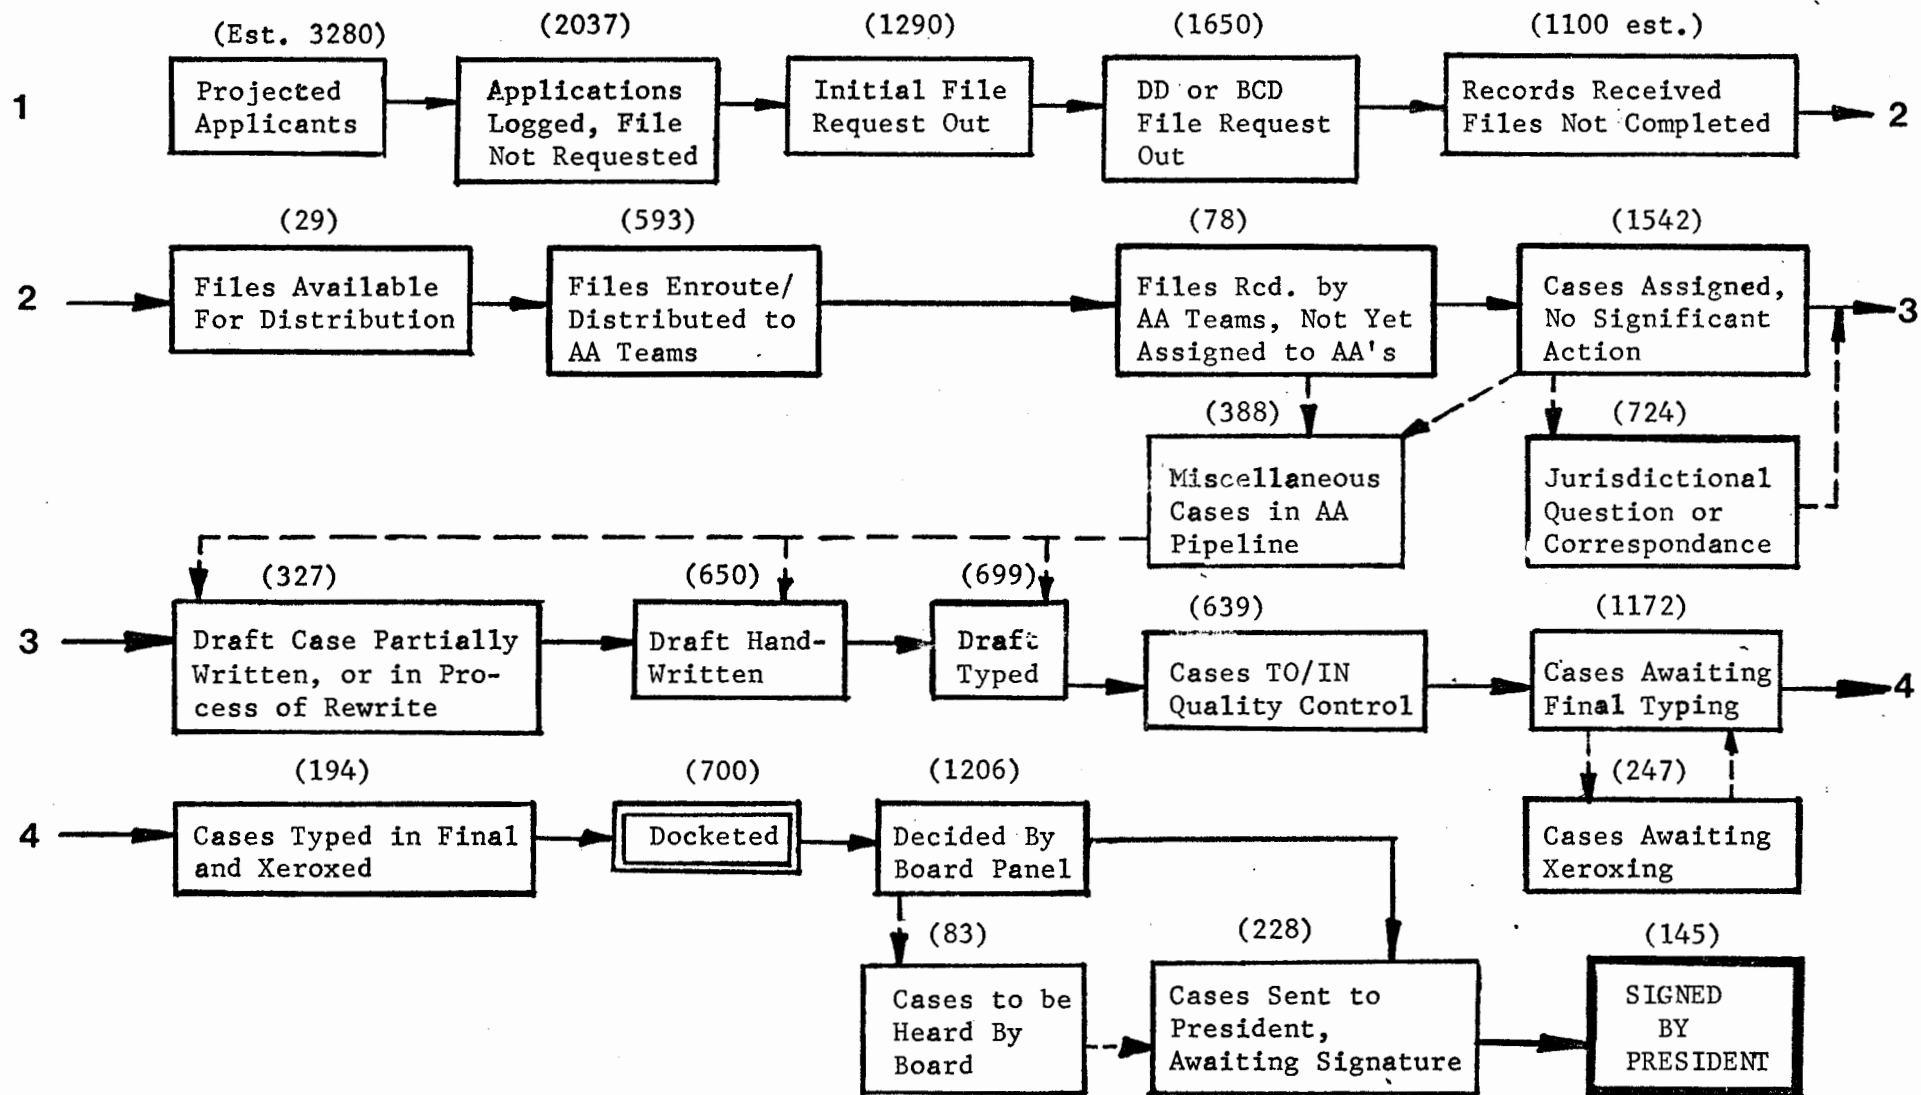 (Est. 3280)
(2037)
(1290)
(1650)
(1100 est.)
1
Projected
Applicants
Applications
Logged, File
Not Requested
Initial File
Request Out
DD or BCD
File Request
Out
Records Received
Files Not Completed
2
(29)
(593)
(78)
(1542)
2
Files Available
For Distribution
Files Enroute/
Distributed to
AA Teams
Files Rcd. by
AA Teams, Not Yet
Assigned to AA's
Cases Assigned,
No Significant
Action
3
(388)
(724)
Miscellaneous
Cases in AA
Pipeline
Jurisdictional
Question or
Correspondance
(327)
(650)
(699)
(639)
(1172)
3
Draft Case Partially
Written, or in Pro-
cess of Rewrite
Draft Hand-
Written
Draft
Typed
Cases TO/IN
Quality Control
Cases Awaiting
Final Typing
4
(194)
(700)
(1206)
(247)
4
Cases Typed in Final
and Xeroxed
Docketed
Decided By
Board Panel
Cases Awaiting
Xeroxing
(83)
(228)
(145)
Cases to be
Heard By
Board
Cases Sent to
President,
Awaiting Signature
SIGNED
BY
PRESIDENT